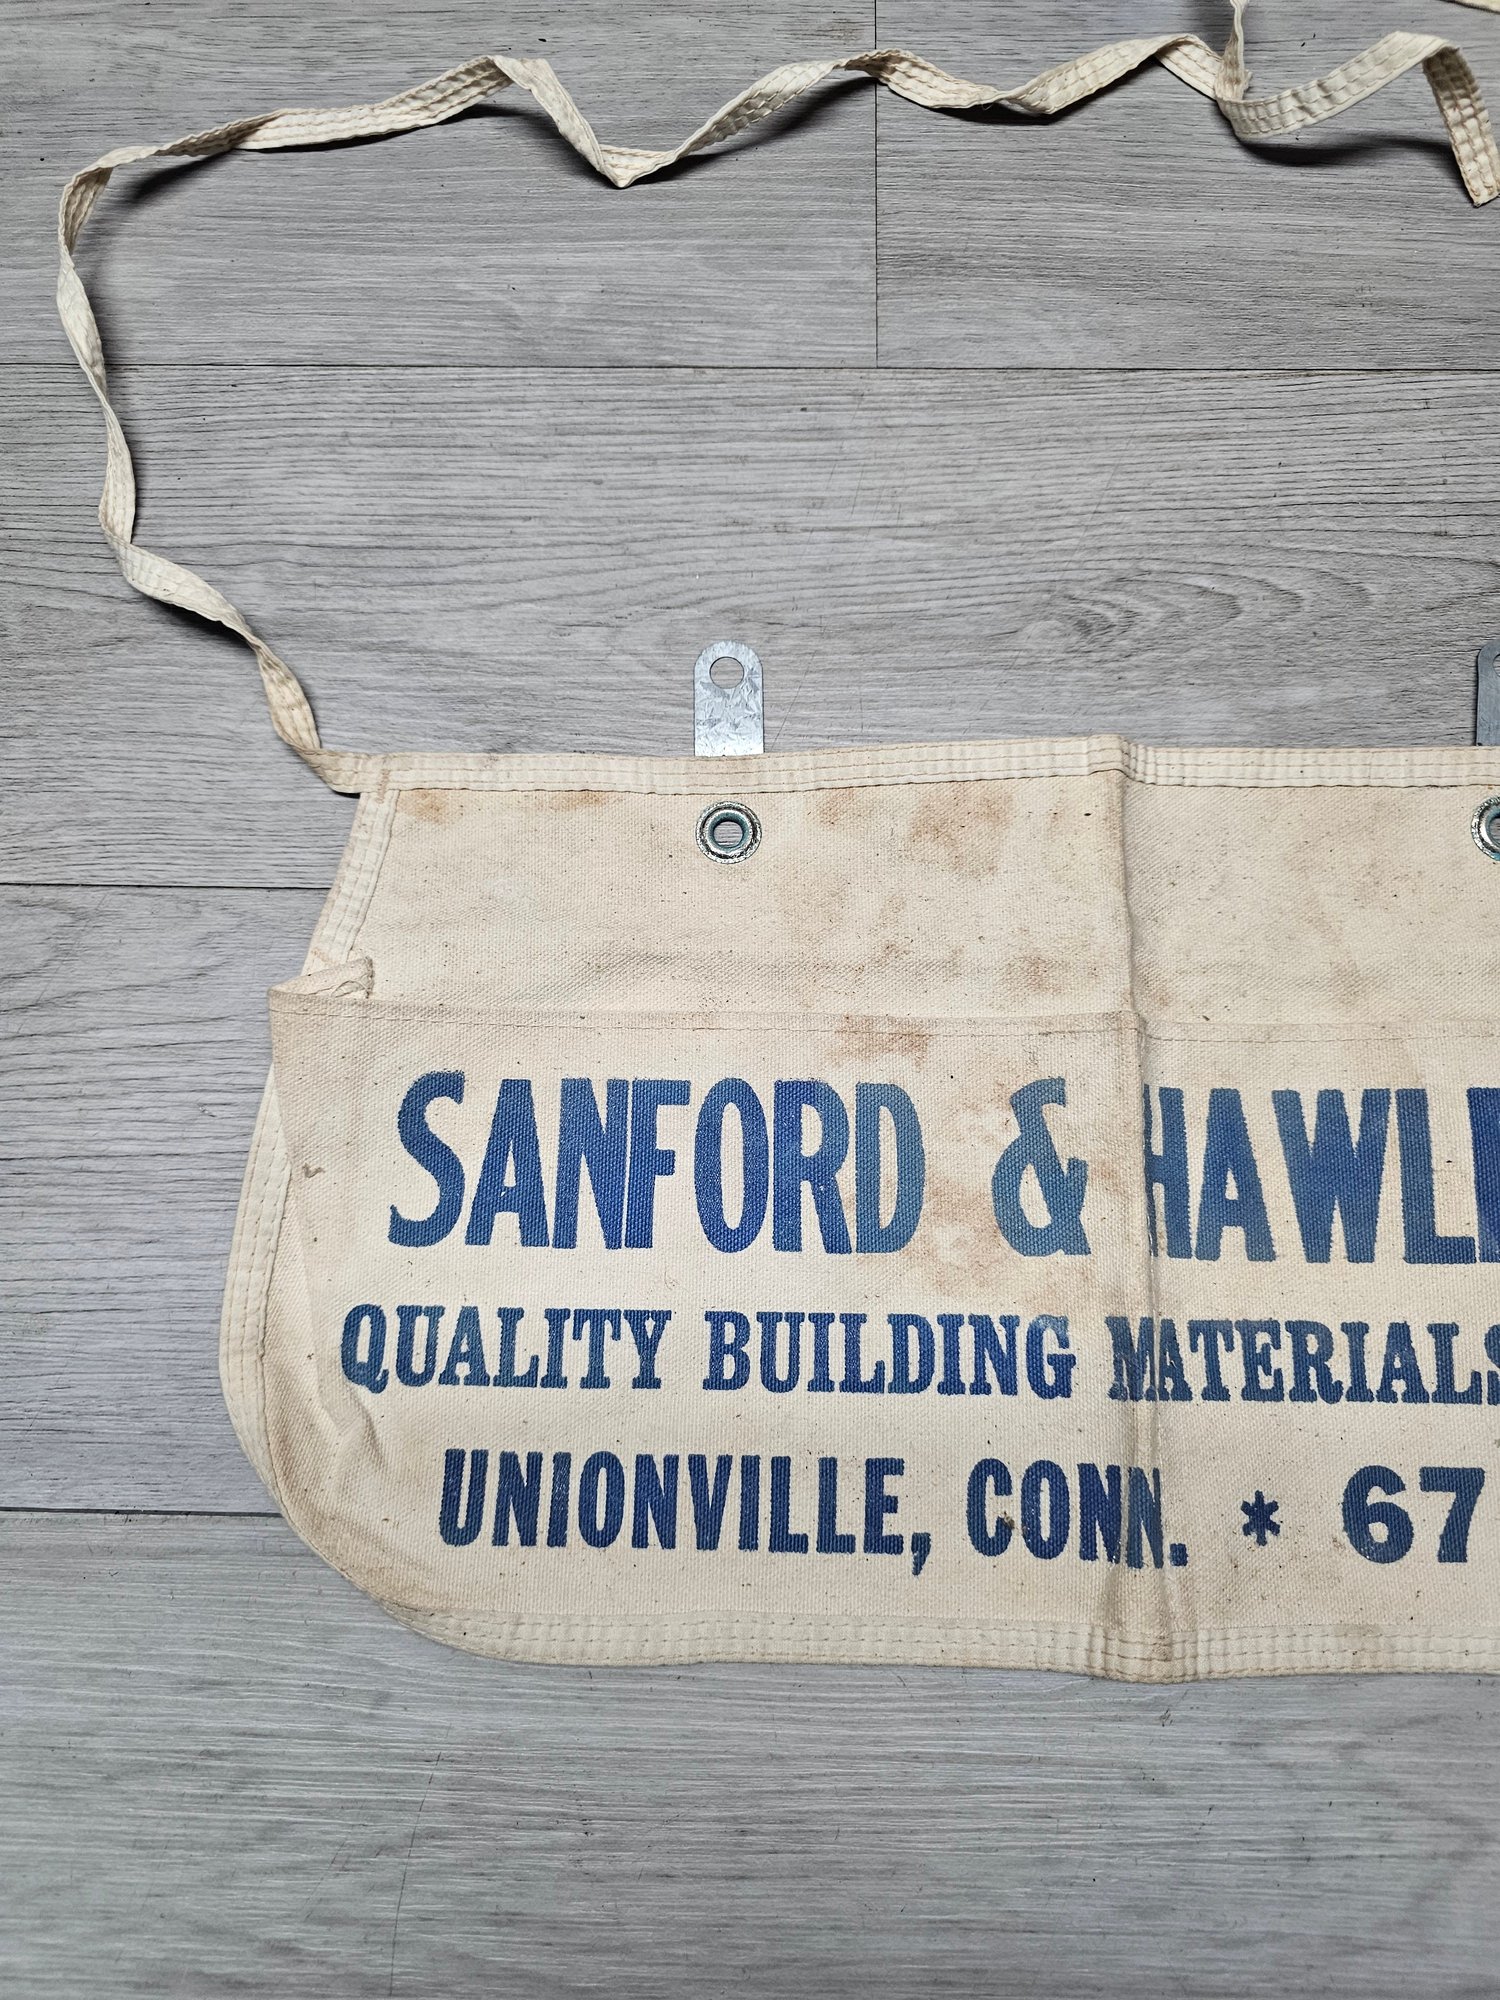 SANFORD & HAWL
QUALITY BUILDING MATERIALS
UNIONVILLE, CONN. * 67